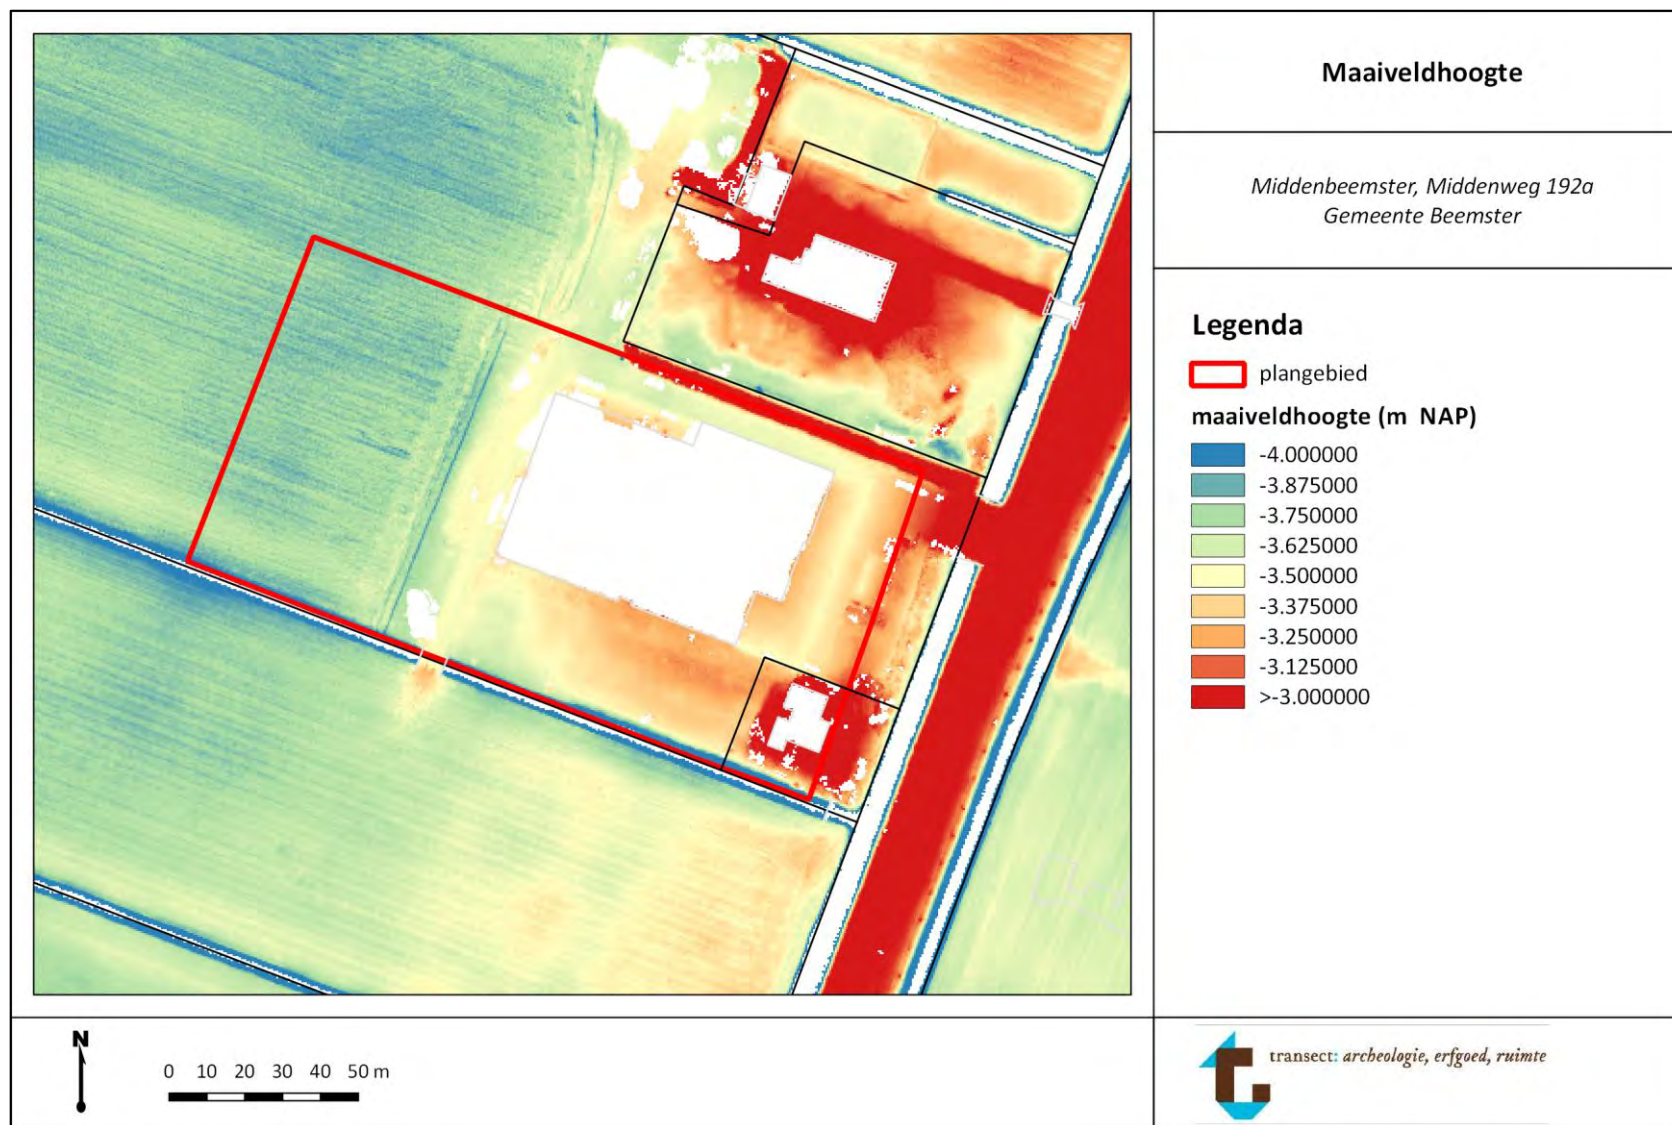 Maaiveldhoogte
Middenbeemster, Middenweg 192a
Gemeente Beemster
Legenda
plangebied
maaiveldhoogte (m NAP)
-4.000000
-3.875000
-3.750000
-3.625000
-3.500000
-3.375000
-3.250000
-3.125000
>-3.000000
N
0 10 20 30 40 50 m
transect: archeologie, erfgoed, ruimte